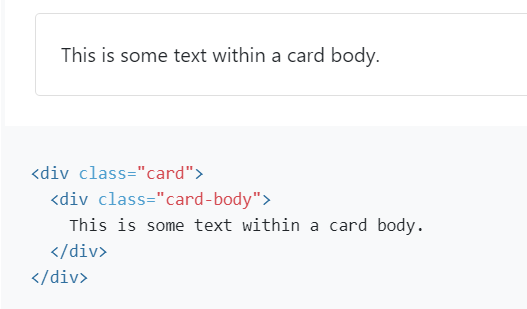 This is some text within a card body.
<div class="card">
  <div class="card-body">
    This is some text within a card body.
  </div>
</div>